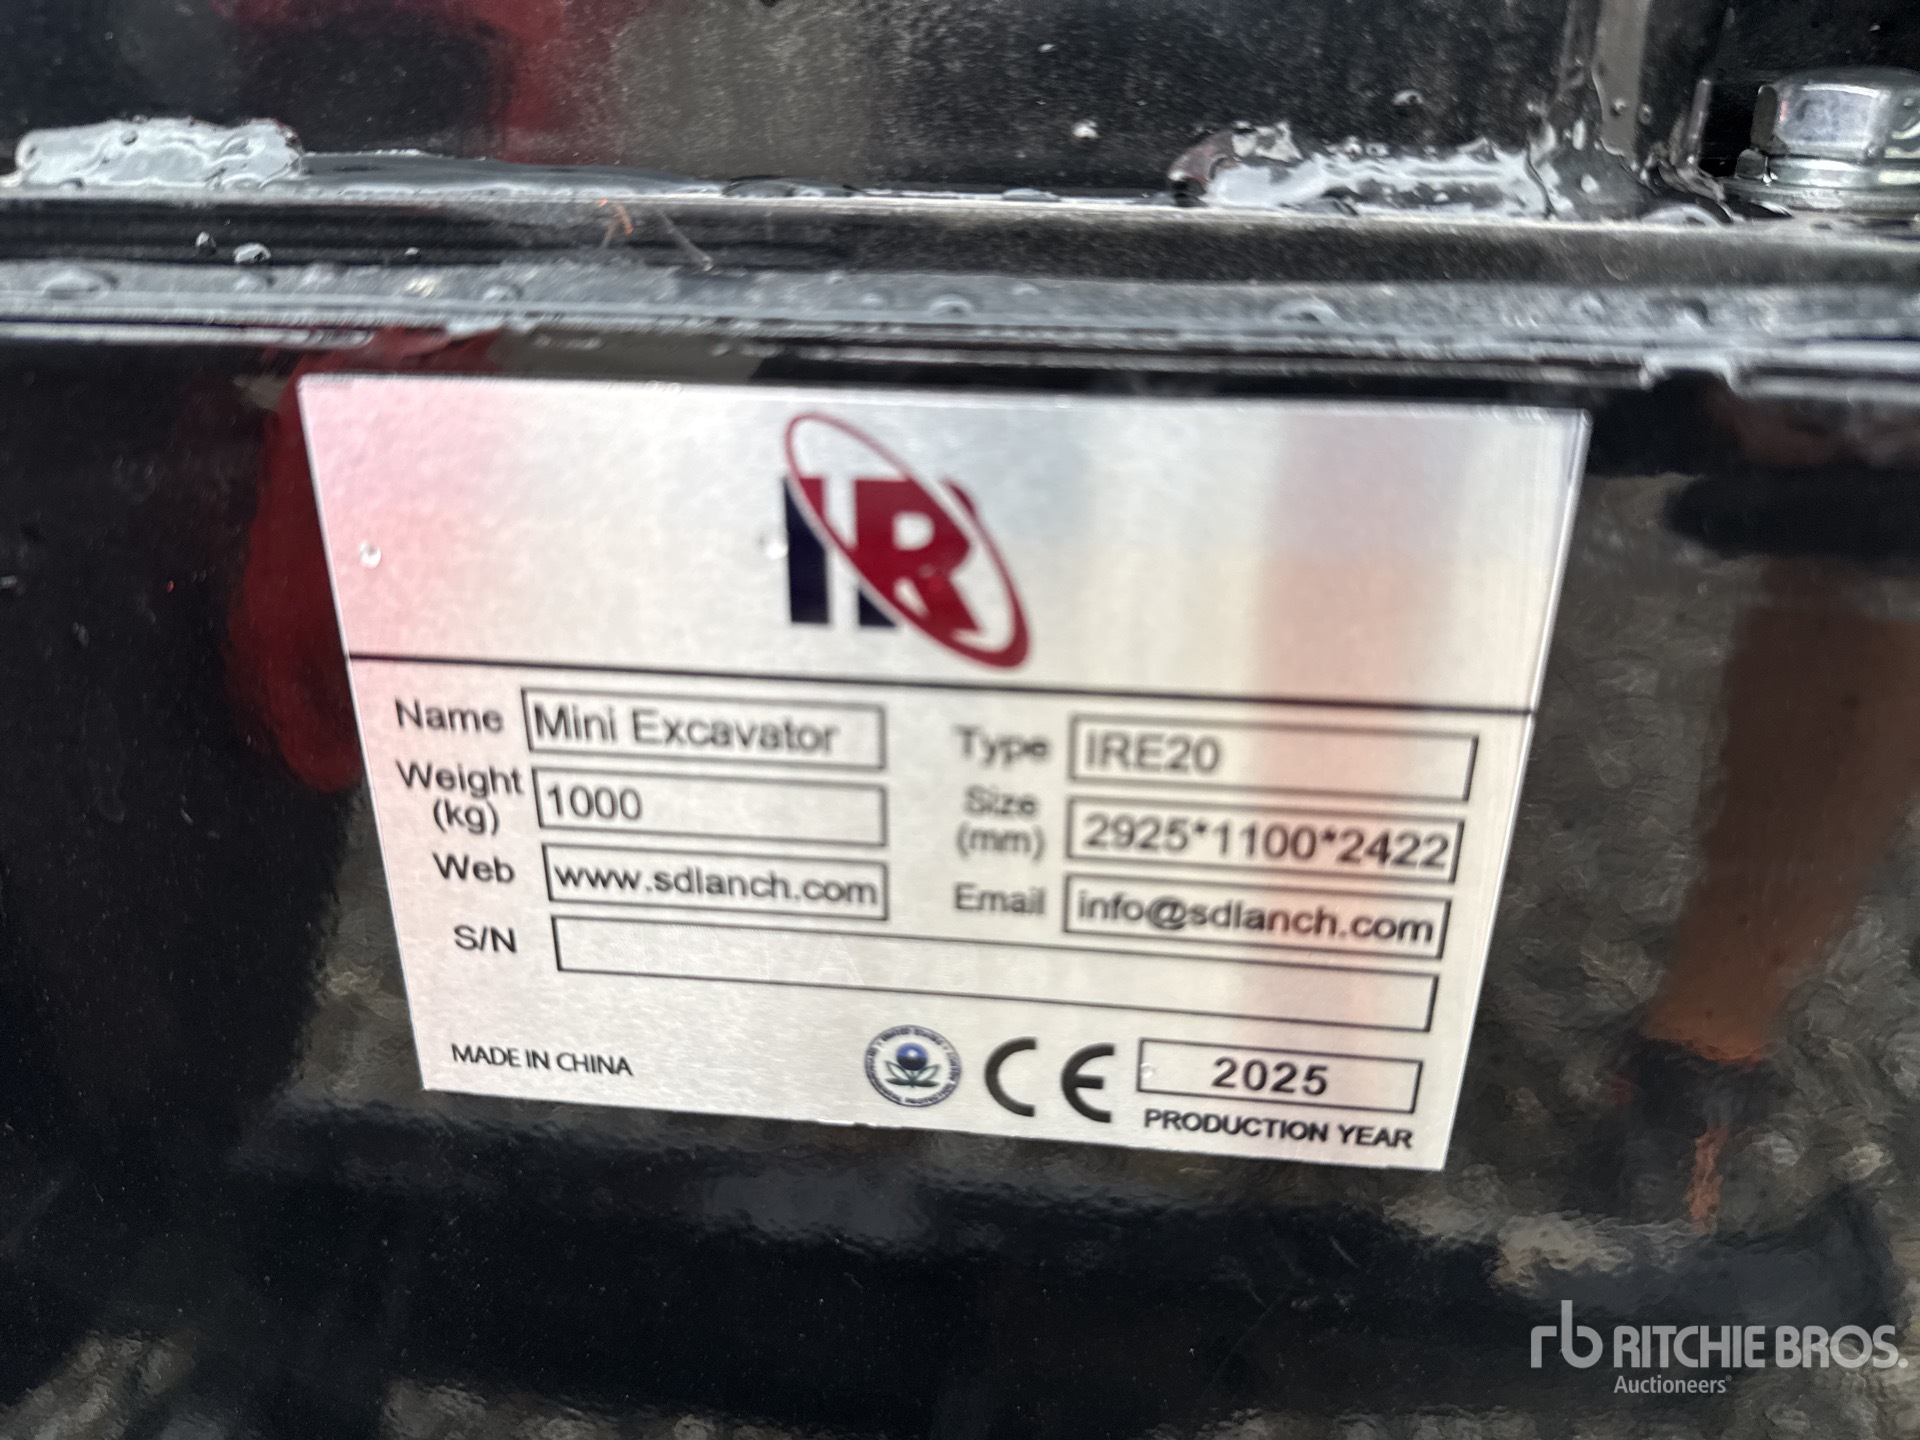 IR
Name Mini Excavator Type IRE20
Weight (kg) 1000 Size (mm) 2925*1100*2422
Web www.sdlanch.com Email info@sdlanch.com
S/N
MADE IN CHINA CE 2025
PRODUCTION YEAR
rb RITCHIE BROS.
Auctioneers